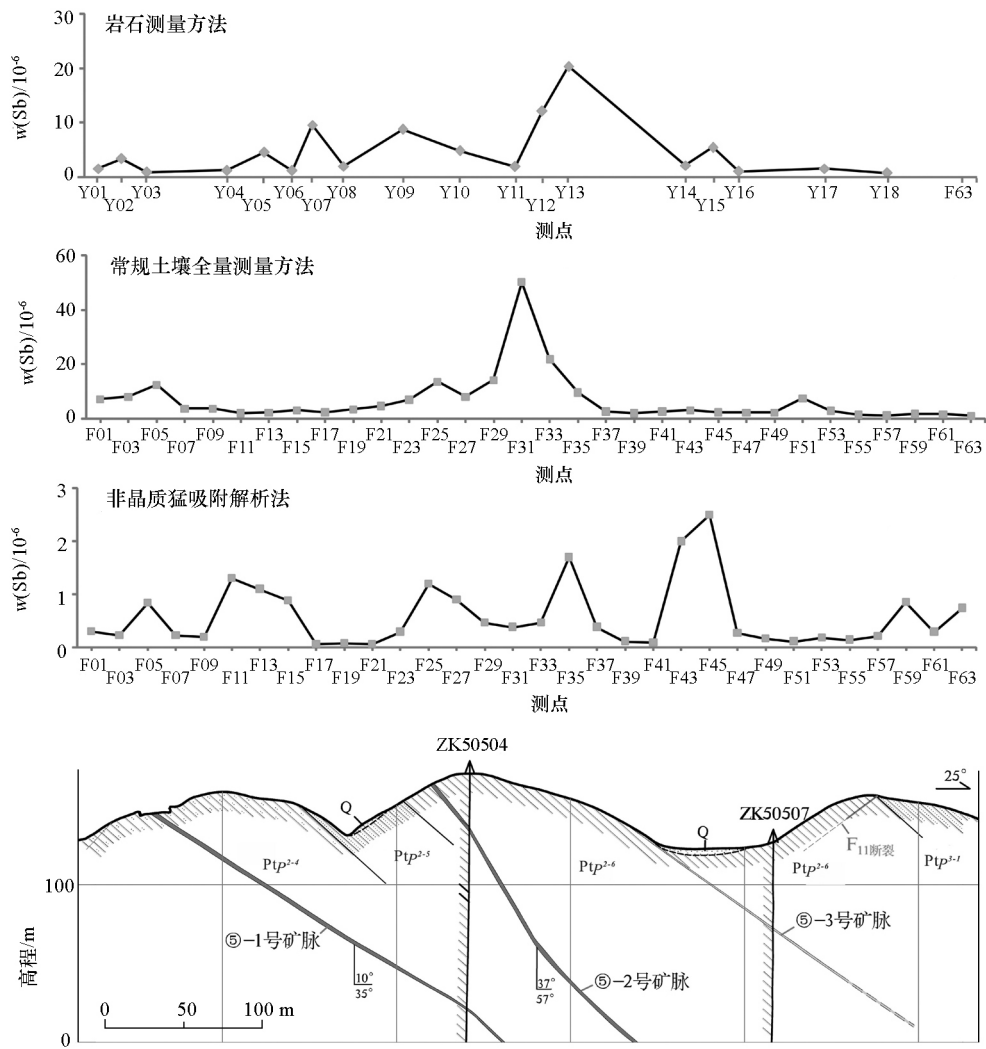 岩石测量方法
30
20
10
0
w(Sb)/10-6
Y01 Y03 Y04 Y06 Y08 Y09 Y10 Y11 Y13 Y14 Y16 Y17 Y18 F63
Y02 Y05 Y07 Y12 Y15
测点
常规土壤全量测量方法
60
40
20
0
w(Sb)/10-6
F01 F05 F09 F13 F17 F21 F25 F29 F33 F37 F41 F45 F49 F53 F57 F61
F03 F07 F11 F15 F19 F23 F27 F31 F35 F39 F43 F47 F51 F55 F59 F63
测点
非晶质猛吸附解析法
3
2
1
0
w(Sb)/10-6
F01 F05 F09 F13 F17 F21 F25 F29 F33 F37 F41 F45 F49 F53 F57 F61
F03 F07 F11 F15 F19 F23 F27 F31 F35 F39 F43 F47 F51 F55 F59 F63
测点
ZK50504
25°
Q
ZK50507
Q
F11断裂
PtP2-4
PtP2-5
PtP2-6
PtP2-6
PtP3-1
100
⑤-1号矿脉
⑤-3号矿脉
高程/m
10°
35°
37°
57°
⑤-2号矿脉
0 50 100 m
0